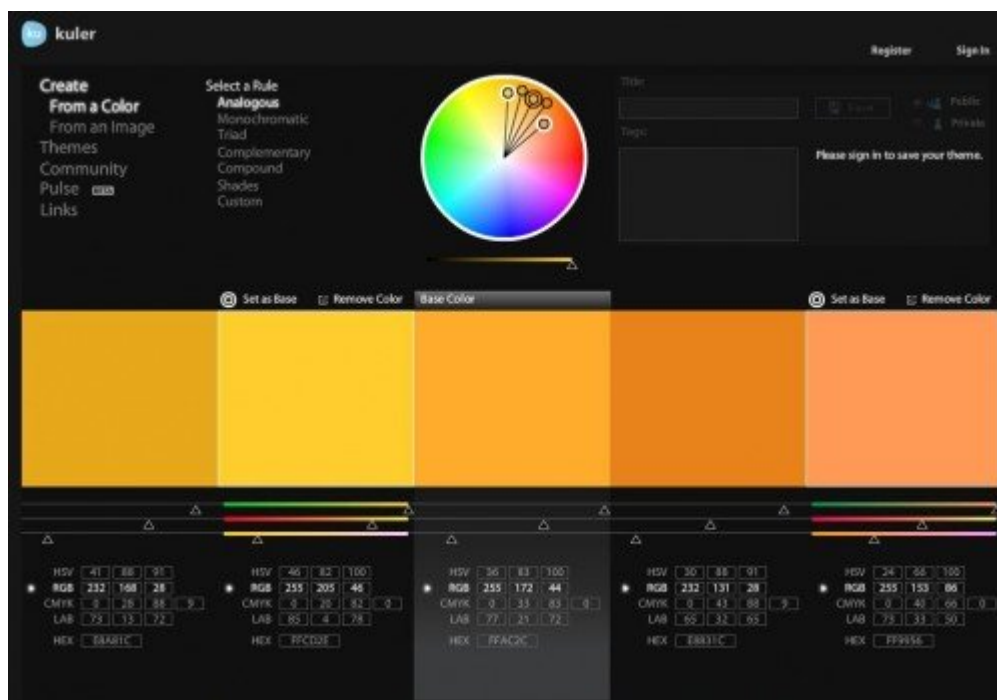 ku kuler
Register Sign In
Create
From a Color
From an Image
Themes
Community
Pulse BETA
Links
Select a Rule
Analogous
Monochromatic
Triad
Complementary
Compound
Shades
Custom
Title:
Save
Public
Private
Tags:
Please sign in to save your theme.
Set as Base Remove Color Base Color Set as Base Remove Color
HSV 41 88 91 HSV 46 82 100 HSV 36 83 100 HSV 30 88 91 HSV 24 66 100
RGB 232 168 28 RGB 255 205 46 RGB 255 172 44 RGB 232 131 28 RGB 255 153 86
CMYK 0 28 88 9 CMYK 0 20 82 0 CMYK 0 33 83 0 CMYK 0 43 88 9 CMYK 0 40 66 0
LAB 73 13 72 LAB 85 4 78 LAB 77 21 72 LAB 65 32 65 LAB 73 33 50
HEX E8A81C HEX FFCD2E HEX FFAC2C HEX E8831C HEX FF9956